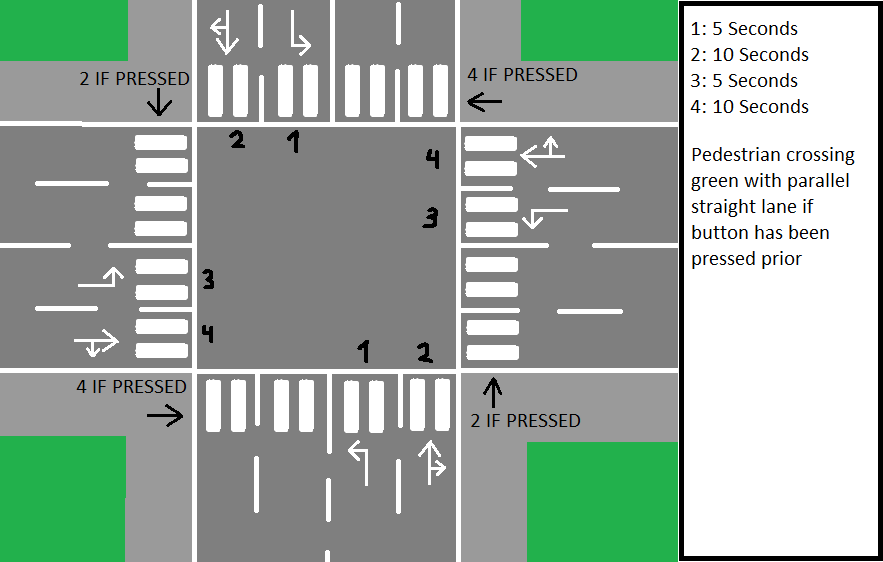 1: 5 Seconds
2: 10 Seconds
3: 5 Seconds
4: 10 Seconds
Pedestrian crossing
green with parallel
straight lane if
button has been
pressed prior
2 IF PRESSED
4 IF PRESSED
2
1
4
3
3
4
1
2
4 IF PRESSED
2 IF PRESSED